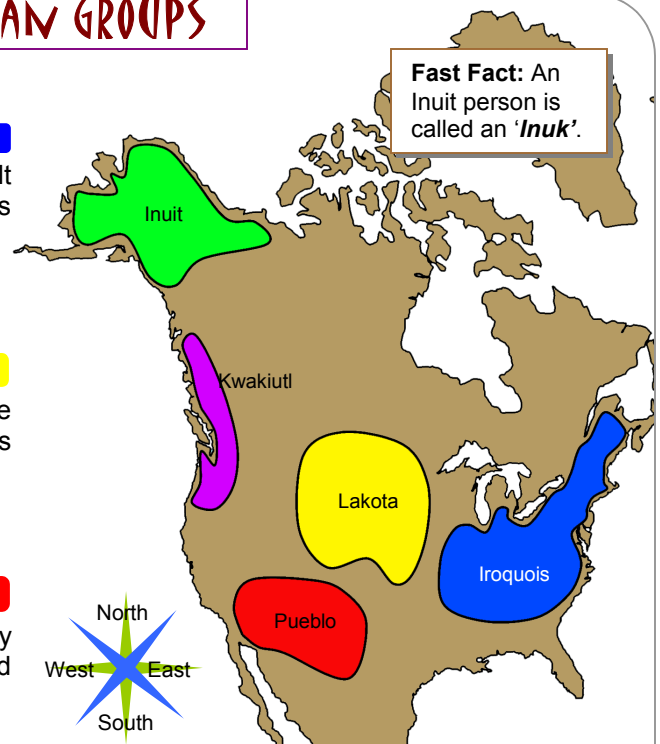 AN GROUPS
Fast Fact: An
Inuit person is
called an ‘Inuk’.
lt
s
Inuit
Kwakiutl
e
s
Lakota
Iroquois
Pueblo
y
d
North
West East
South